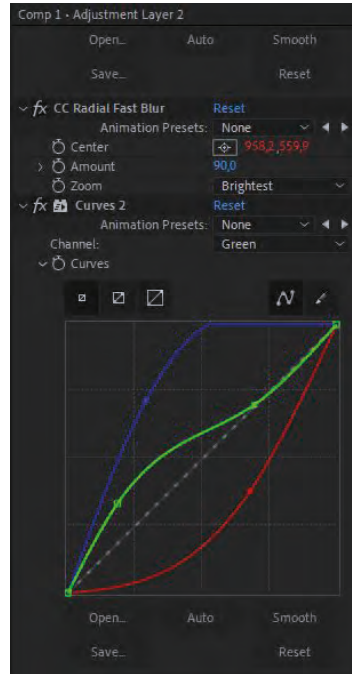 Comp 1 • Adjustment Layer 2
Open... Auto Smooth
Save... Reset
fx CC Radial Fast Blur Reset
Animation Presets: None
Center 958,2,559,9
Amount 90,0
Zoom Brightest
fx Curves 2 Reset
Animation Presets: None
Channel: Green
Curves
Open... Auto Smooth
Save... Reset